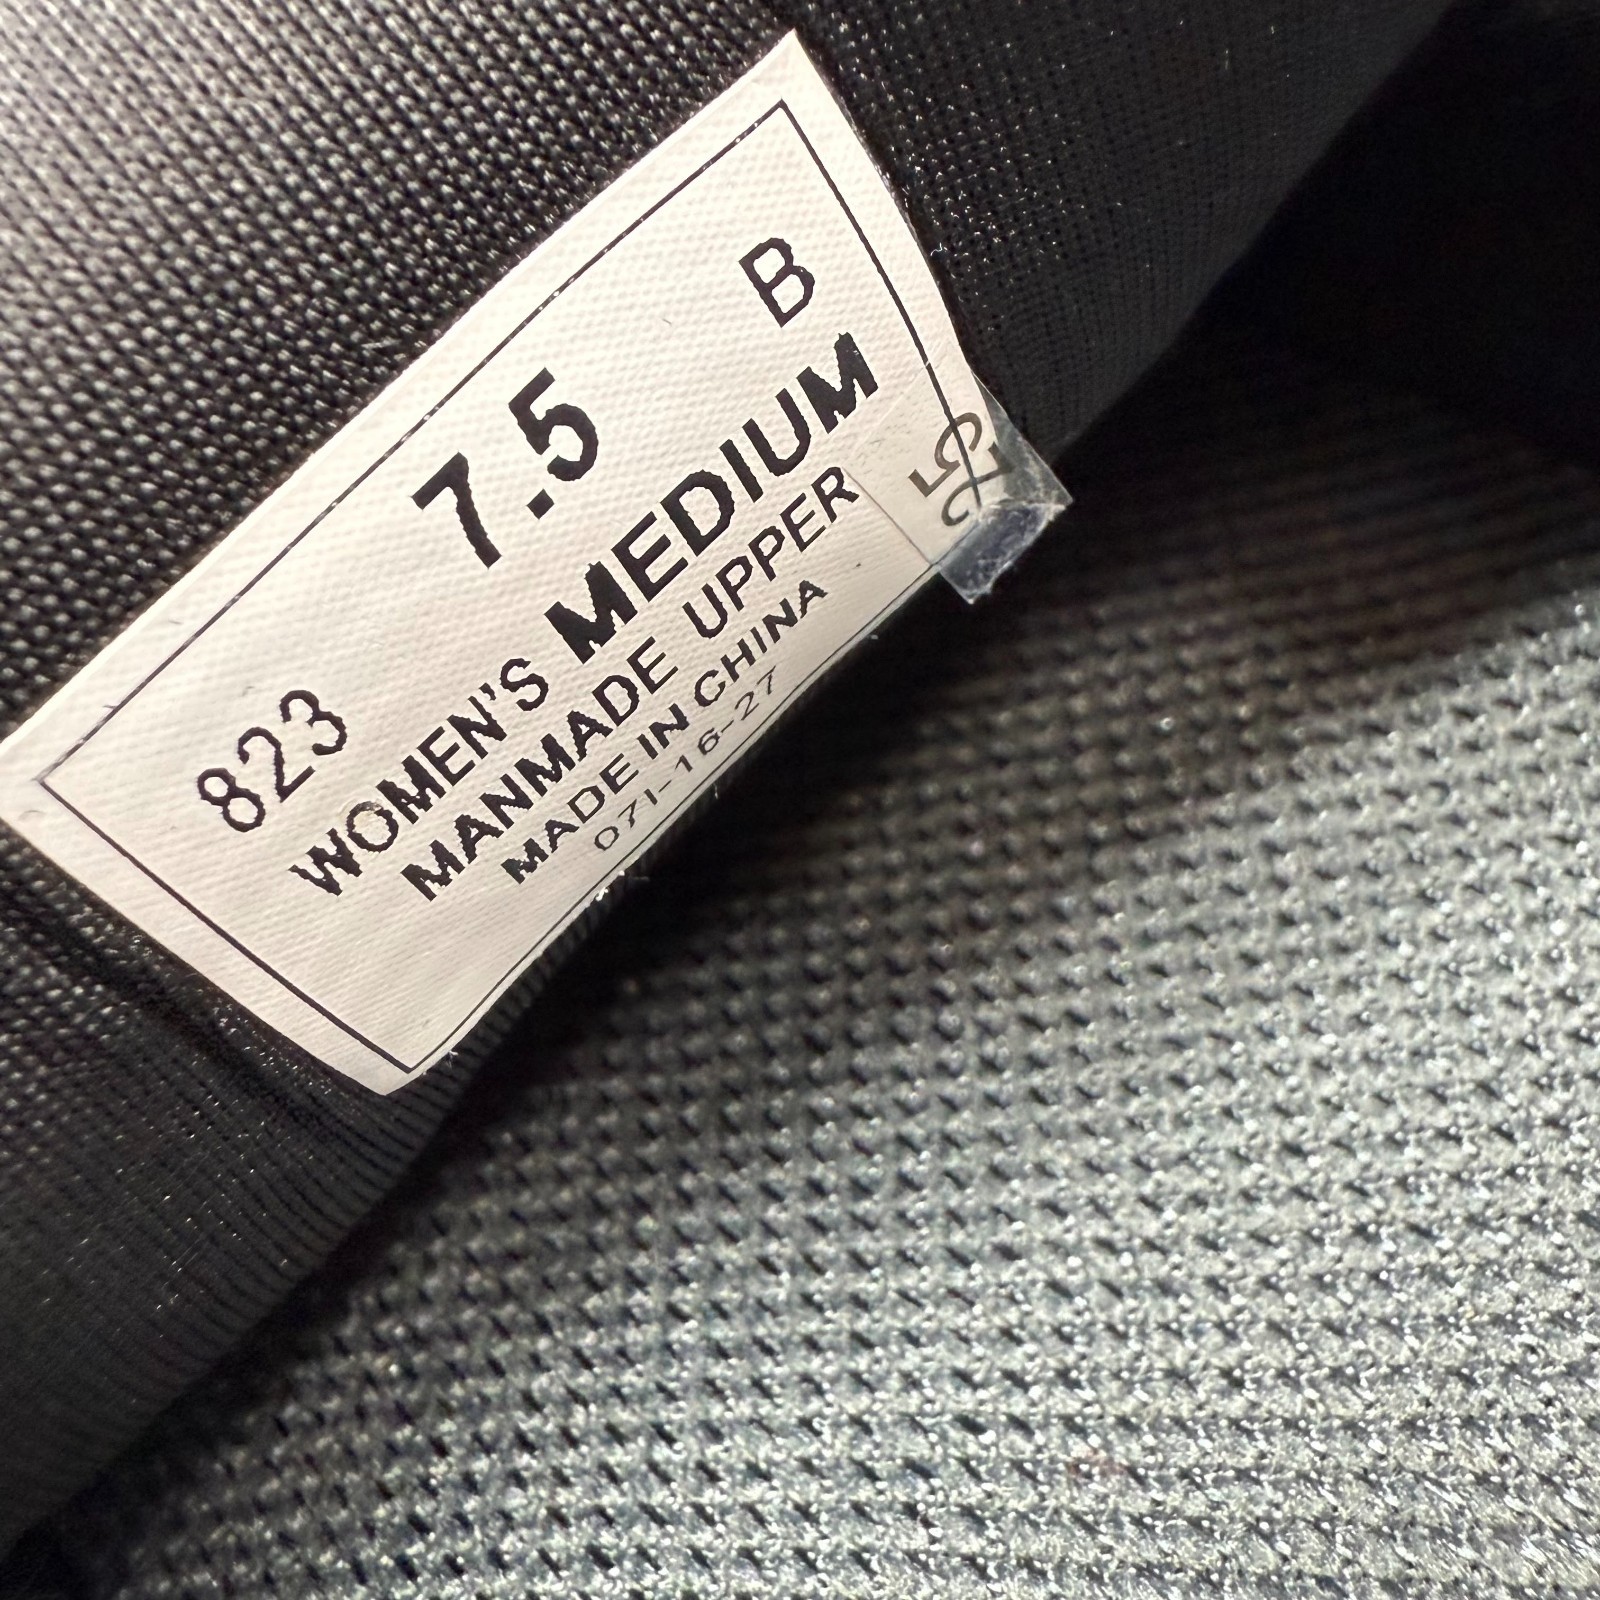 7.5 B
823 WOMEN'S MEDIUM
MANMADE UPPER
MADE IN CHINA
071-16-27